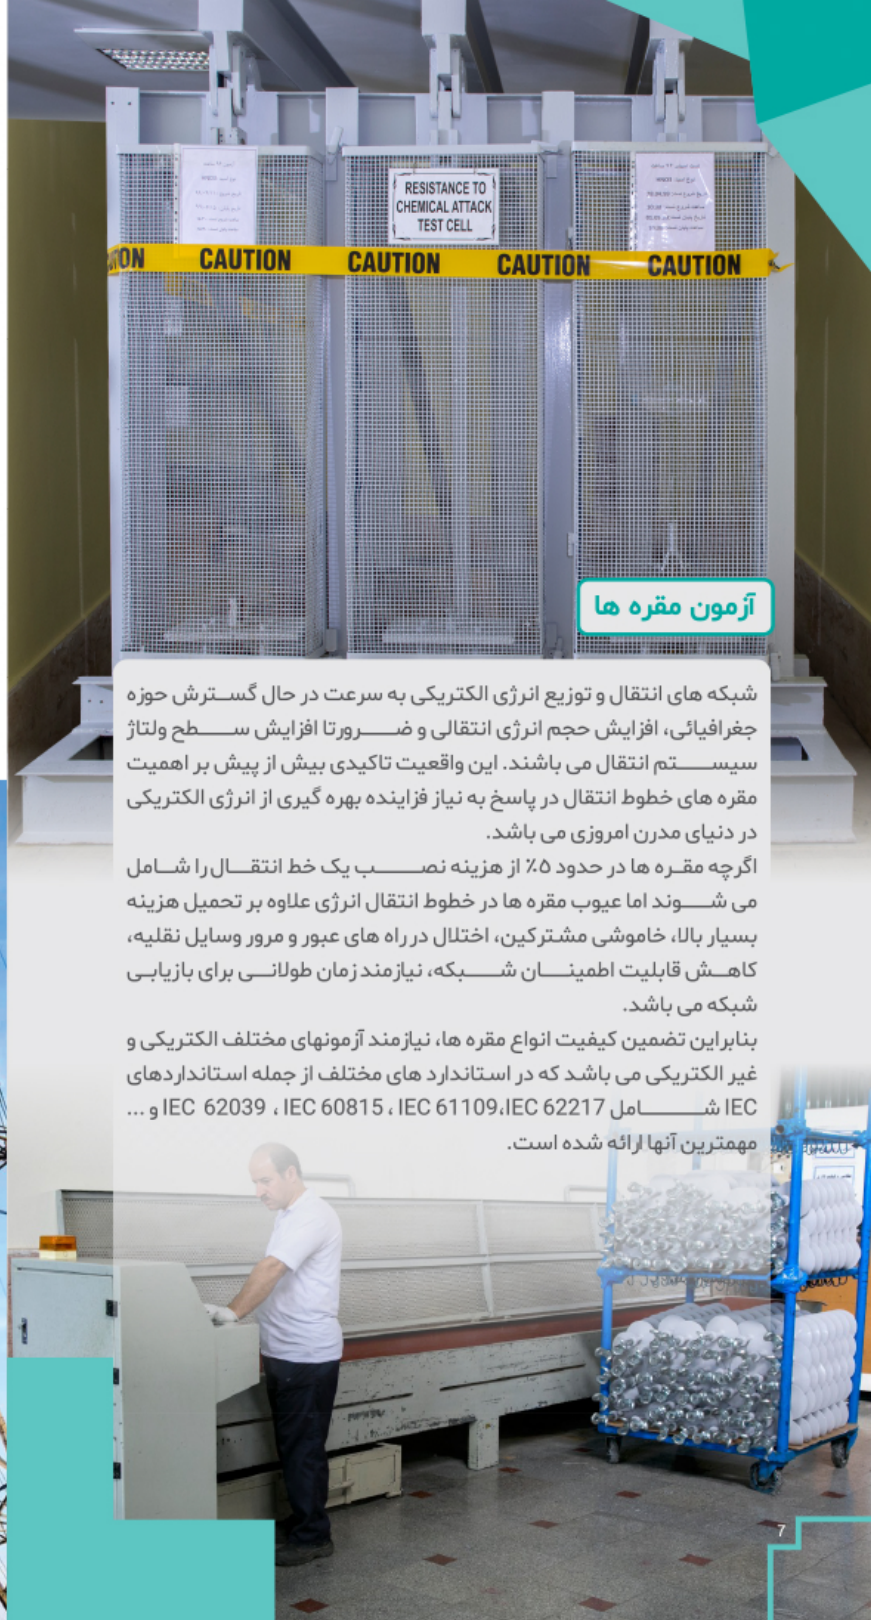 RESISTANCE TO
CHEMICAL ATTACK
TEST CELL
CAUTION CAUTION CAUTION CAUTION
آزمون مقره ها
شبکه های انتقال و توزیع انرژی الکتریکی به سرعت در حال گسترش حوزه
جغرافیائی، افزایش حجم انرژی انتقالی و ضرورتا افزایش سطح ولتاژ
سیستم انتقال می باشند. این واقعیت تاکیدی بیش از پیش بر اهمیت
مقره های خطوط انتقال در پاسخ به نیاز فزاینده بهره گیری از انرژی الکتریکی
در دنیای مدرن امروزی می باشد.
اگرچه مقره ها در حدود ۵٪ از هزینه نصب یک خط انتقال را شامل
می شوند اما عیوب مقره ها در خطوط انتقال انرژی علاوه بر تحمیل هزینه
بسیار بالا، خاموشی مشترکین، اختلال در راه های عبور و مرور وسایل نقلیه،
کاهش قابلیت اطمینان شبکه، نیازمند زمان طولانی برای بازیابی
شبکه می باشد.
بنابراین تضمین کیفیت انواع مقره ها، نیازمند آزمونهای مختلف الکتریکی و
غیر الکتریکی می باشد که در استاندارد های مختلف از جمله استانداردهای
IEC شامل IEC 62217،IEC 61109 ، IEC 60815 ، IEC 62039 و ...
مهمترین آنها ارائه شده است.
7